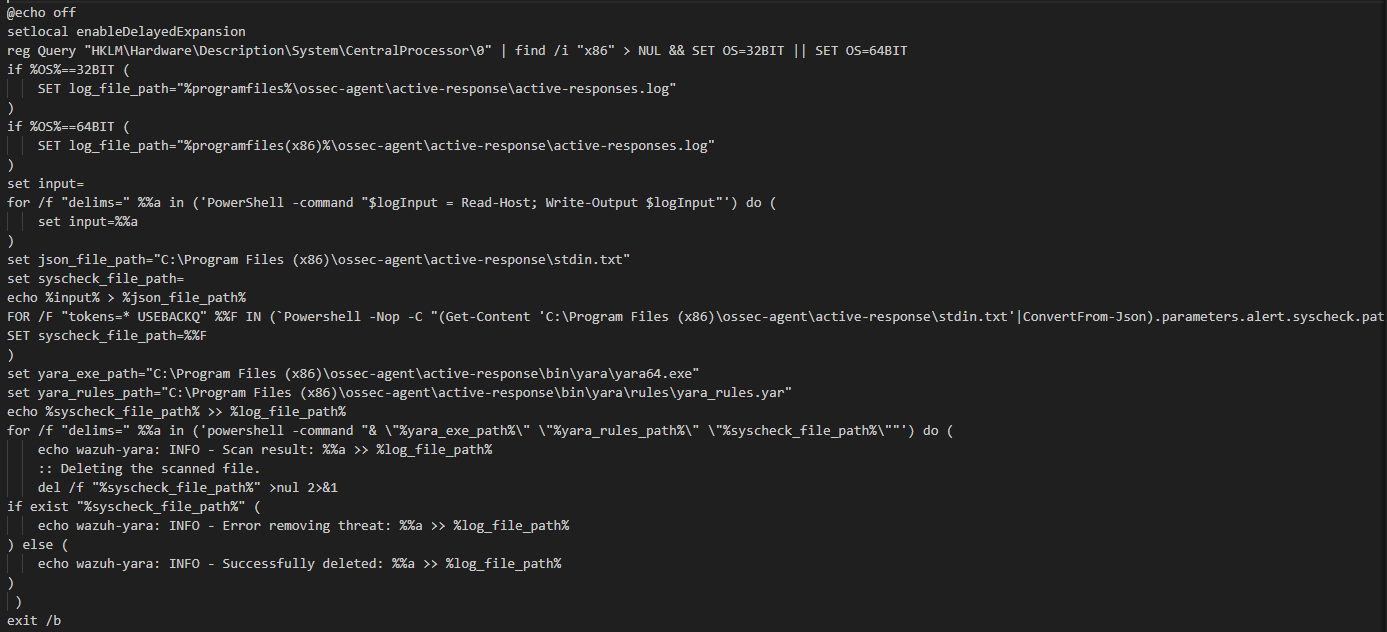 @echo off
setlocal enableDelayedExpansion
reg Query "HKLM\Hardware\Description\System\CentralProcessor\0" | find /i "x86" > NUL && SET OS=32BIT || SET OS=64BIT
if %OS%==32BIT (
    SET log_file_path="%programfiles%\ossec-agent\active-response\active-responses.log"
)
if %OS%==64BIT (
    SET log_file_path="%programfiles(x86)%\ossec-agent\active-response\active-responses.log"
)
set input=
for /f "delims=" %%a in ('PowerShell -command "$logInput = Read-Host; Write-Output $logInput"') do (
    set input=%%a
)
set json_file_path="C:\Program Files (x86)\ossec-agent\active-response\stdin.txt"
set syscheck_file_path=
echo %input% > %json_file_path%
FOR /F "tokens=* USEBACKQ" %%F IN (`Powershell -Nop -C "(Get-Content 'C:\Program Files (x86)\ossec-agent\active-response\stdin.txt'|ConvertFrom-Json).parameters.alert.syscheck.pat
SET syscheck_file_path=%%F
)
set yara_exe_path="C:\Program Files (x86)\ossec-agent\active-response\bin\yara\yara64.exe"
set yara_rules_path="C:\Program Files (x86)\ossec-agent\active-response\bin\yara\rules\yara_rules.yar"
echo %syscheck_file_path% >> %log_file_path%
for /f "delims=" %%a in ('powershell -command "& \"%yara_exe_path%\" \"%yara_rules_path%\" \"%syscheck_file_path%\""') do (
    echo wazuh-yara: INFO - Scan result: %%a >> %log_file_path%
    :: Deleting the scanned file.
    del /f "%syscheck_file_path%" >nul 2>&1
if exist "%syscheck_file_path%" (
    echo wazuh-yara: INFO - Error removing threat: %%a >> %log_file_path%
) else (
    echo wazuh-yara: INFO - Successfully deleted: %%a >> %log_file_path%
)
 )
exit /b